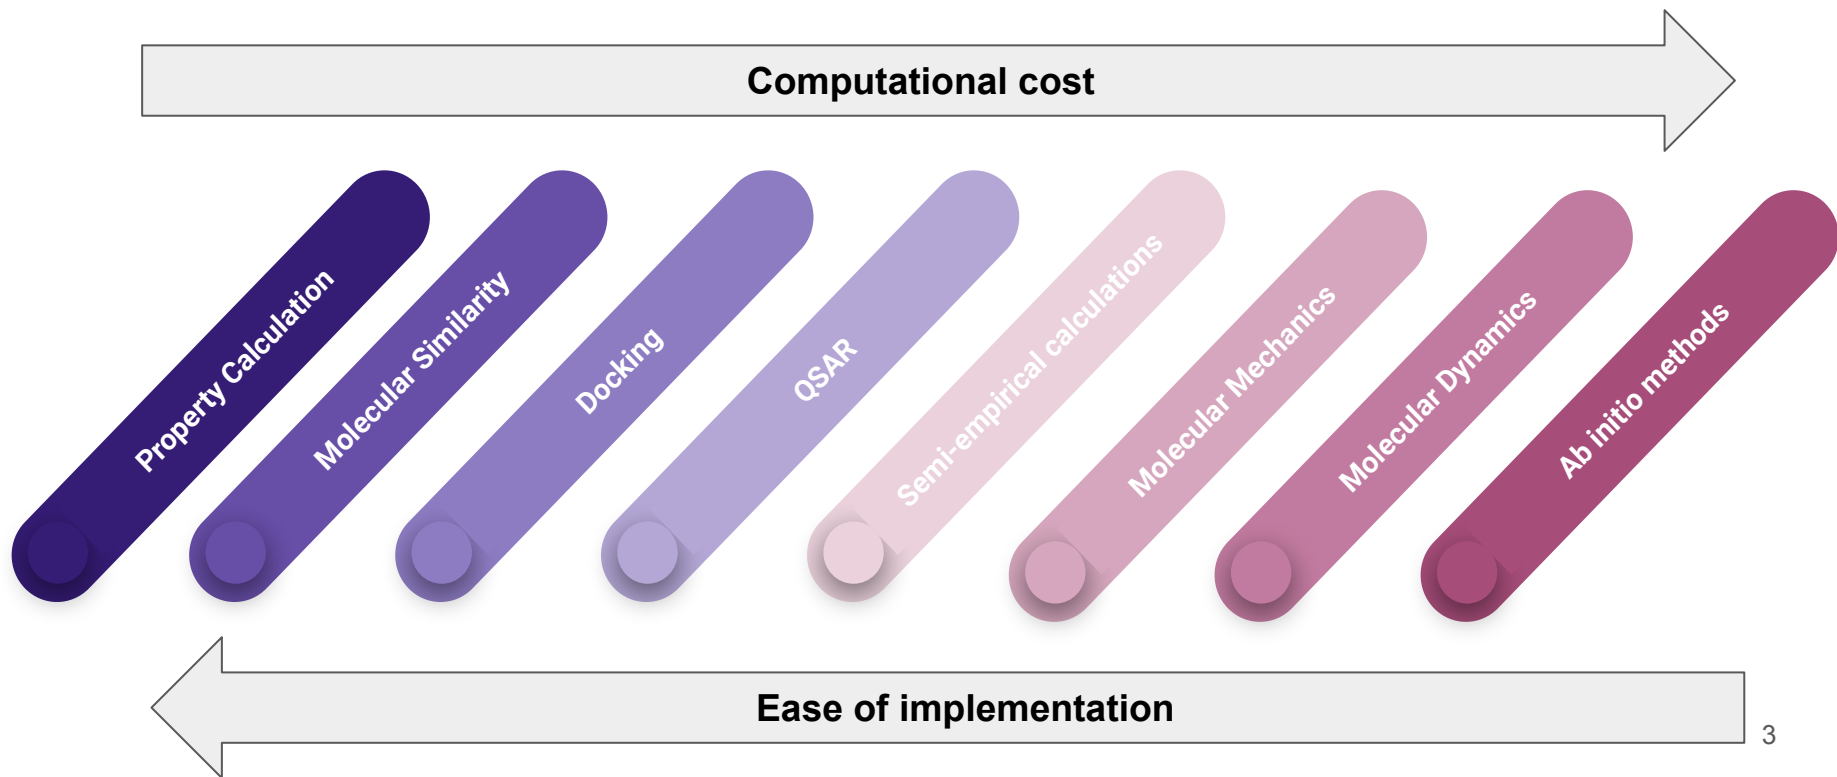 Computational cost
Property Calculation
Molecular Similarity
Docking
QSAR
Semi-empirical calculations
Molecular Mechanics
Molecular Dynamics
Ab initio methods
Ease of implementation
3